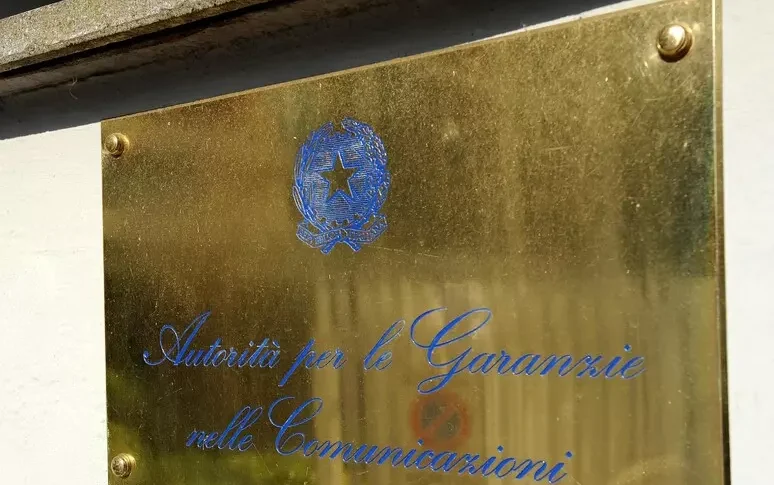 Autorità per le Garanzie
nelle Comunicazioni